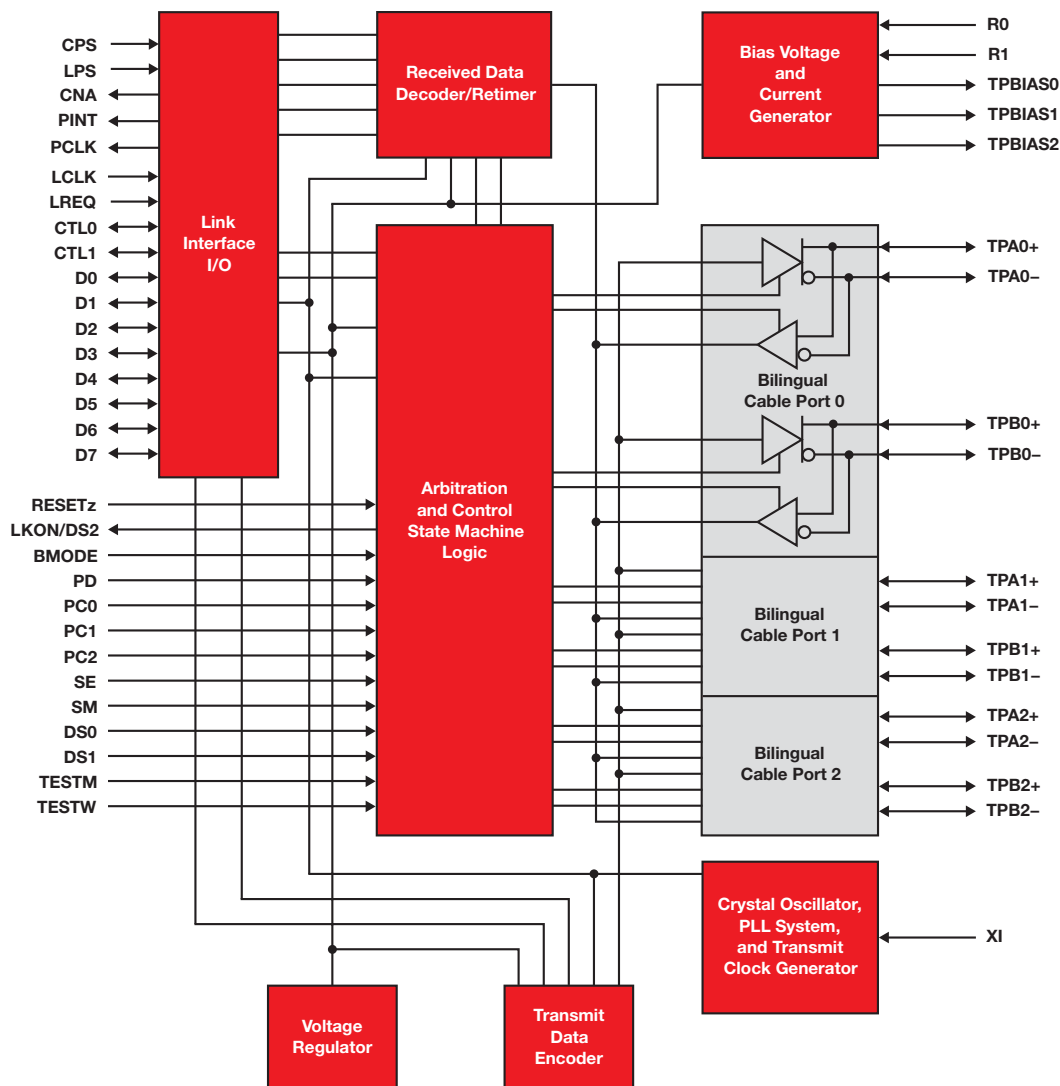 CPS
LPS
CNA
PINT
PCLK
LCLK
LREQ
CTL0
CTL1
D0
D1
D2
D3
D4
D5
D6
D7
RESETz
LKON/DS2
BMODE
PD
PC0
PC1
PC2
SE
SM
DS0
DS1
TESTM
TESTW
Link
Interface
I/O
Received Data
Decoder/Retimer
Arbitration
and Control
State Machine
Logic
Voltage
Regulator
Transmit
Data
Encoder
Bias Voltage
and
Current
Generator
Bilingual
Cable Port 0
Bilingual
Cable Port 1
Bilingual
Cable Port 2
Crystal Oscillator,
PLL System,
and Transmit
Clock Generator
R0
R1
TPBIAS0
TPBIAS1
TPBIAS2
TPA0+
TPA0−
TPB0+
TPB0−
TPA1+
TPA1−
TPB1+
TPB1−
TPA2+
TPA2−
TPB2+
TPB2−
XI